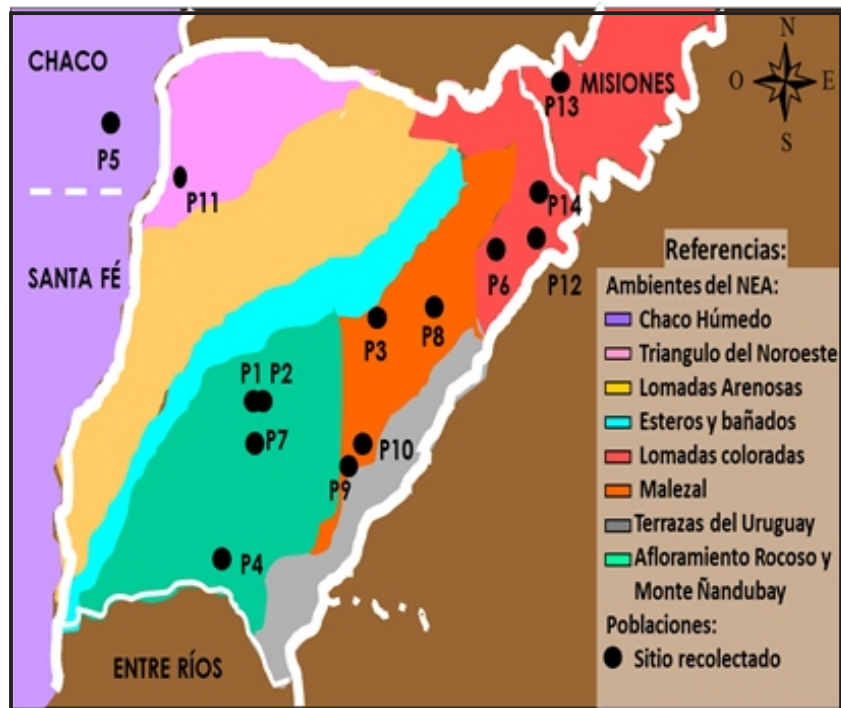 CHACO
P5
P11
SANTA FÉ
MISIONES
P13
N
O E
S
P14
P6
P12
P3
P8
P1 P2
P7
P10
P9
P4
ENTRE RÍOS
Referencias:
Ambientes del NEA:
Chaco Húmedo
Triangulo del Noroeste
Lomadas Arenosas
Esteros y bañados
Lomadas coloradas
Malezal
Terrazas del Uruguay
Afloramiento Rocoso y
Monte Ñandubay
Poblaciones:
Sitio recolectado